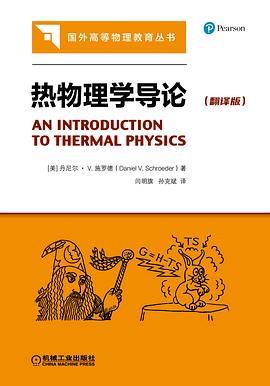 国外高等物理教育丛书
Pearson
热物理学导论
（翻译版）
AN INTRODUCTION
TO THERMAL PHYSICS
[美] 丹尼尔・V. 施罗德（Daniel V. Schroeder）著
闫明旗 孙克斌 译
G=H-TS
机械工业出版社
CHINA MACHINE PRESS